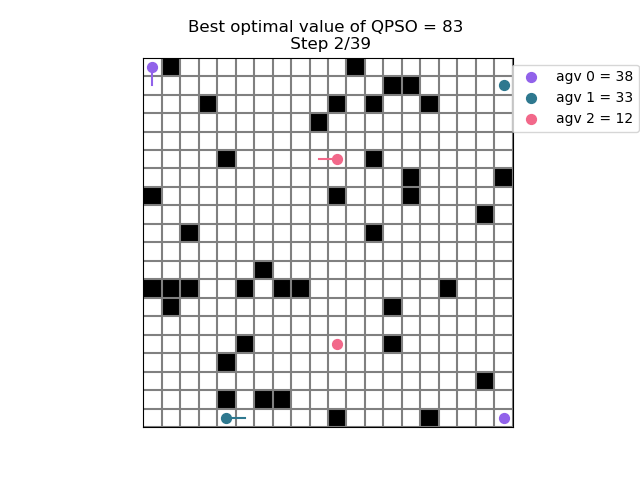 Best optimal value of QPSO = 83
Step 2/39
agv 0 = 38
agv 1 = 33
agv 2 = 12